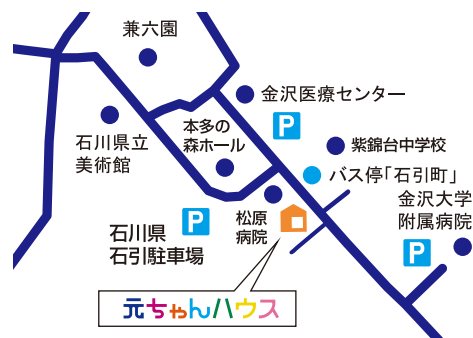 兼六園
金沢医療センター
P
石川県立
美術館
本多の
森ホール
紫錦台中学校
バス停「石引町」
金沢大学
附属病院
P
松原
病院
P
石川県
石引駐車場
元ちゃんハウス